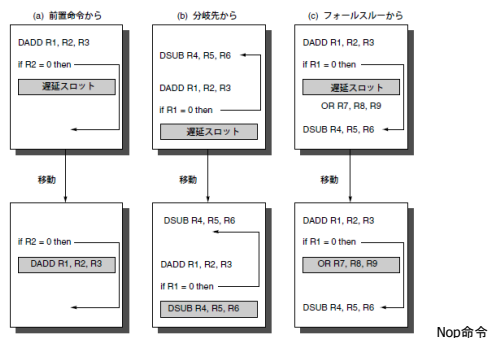 (a) 前置命令から
DADD R1, R2, R3
if R2 = 0 then
遅延スロット
移動
if R2 = 0 then
DADD R1, R2, R3
(b) 分岐先から
DSUB R4, R5, R6
DADD R1, R2, R3
if R1 = 0 then
遅延スロット
移動
DSUB R4, R5, R6
DADD R1, R2, R3
if R1 = 0 then
DSUB R4, R5, R6
(c) フォールスルーから
DADD R1, R2, R3
if R1 = 0 then
遅延スロット
OR R7, R8, R9
DSUB R4, R5, R6
移動
DADD R1, R2, R3
if R1 = 0 then
OR R7, R8, R9
DSUB R4, R5, R6
Nop命令